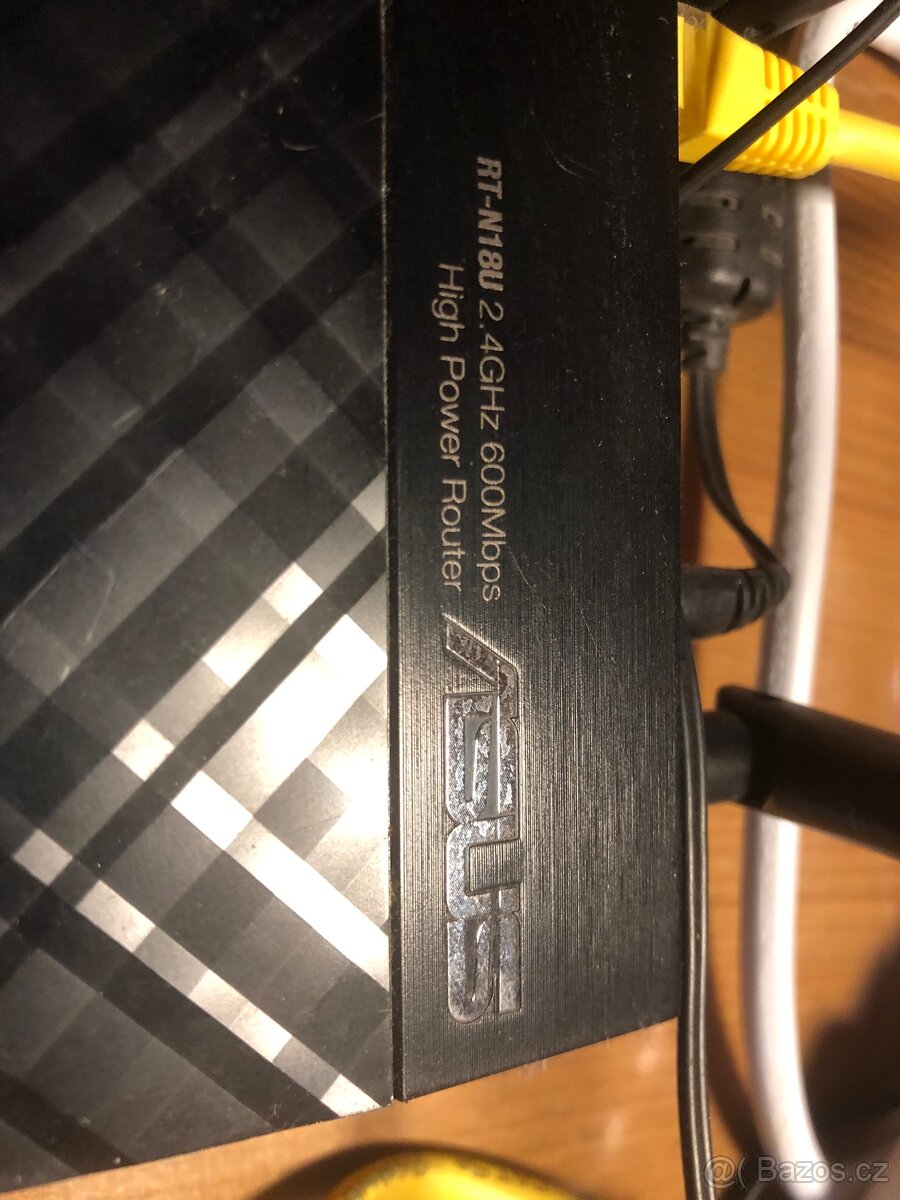 RT-N18U 2.4GHz 600Mbps
High Power Router
ASUS
@( Bazos.cz